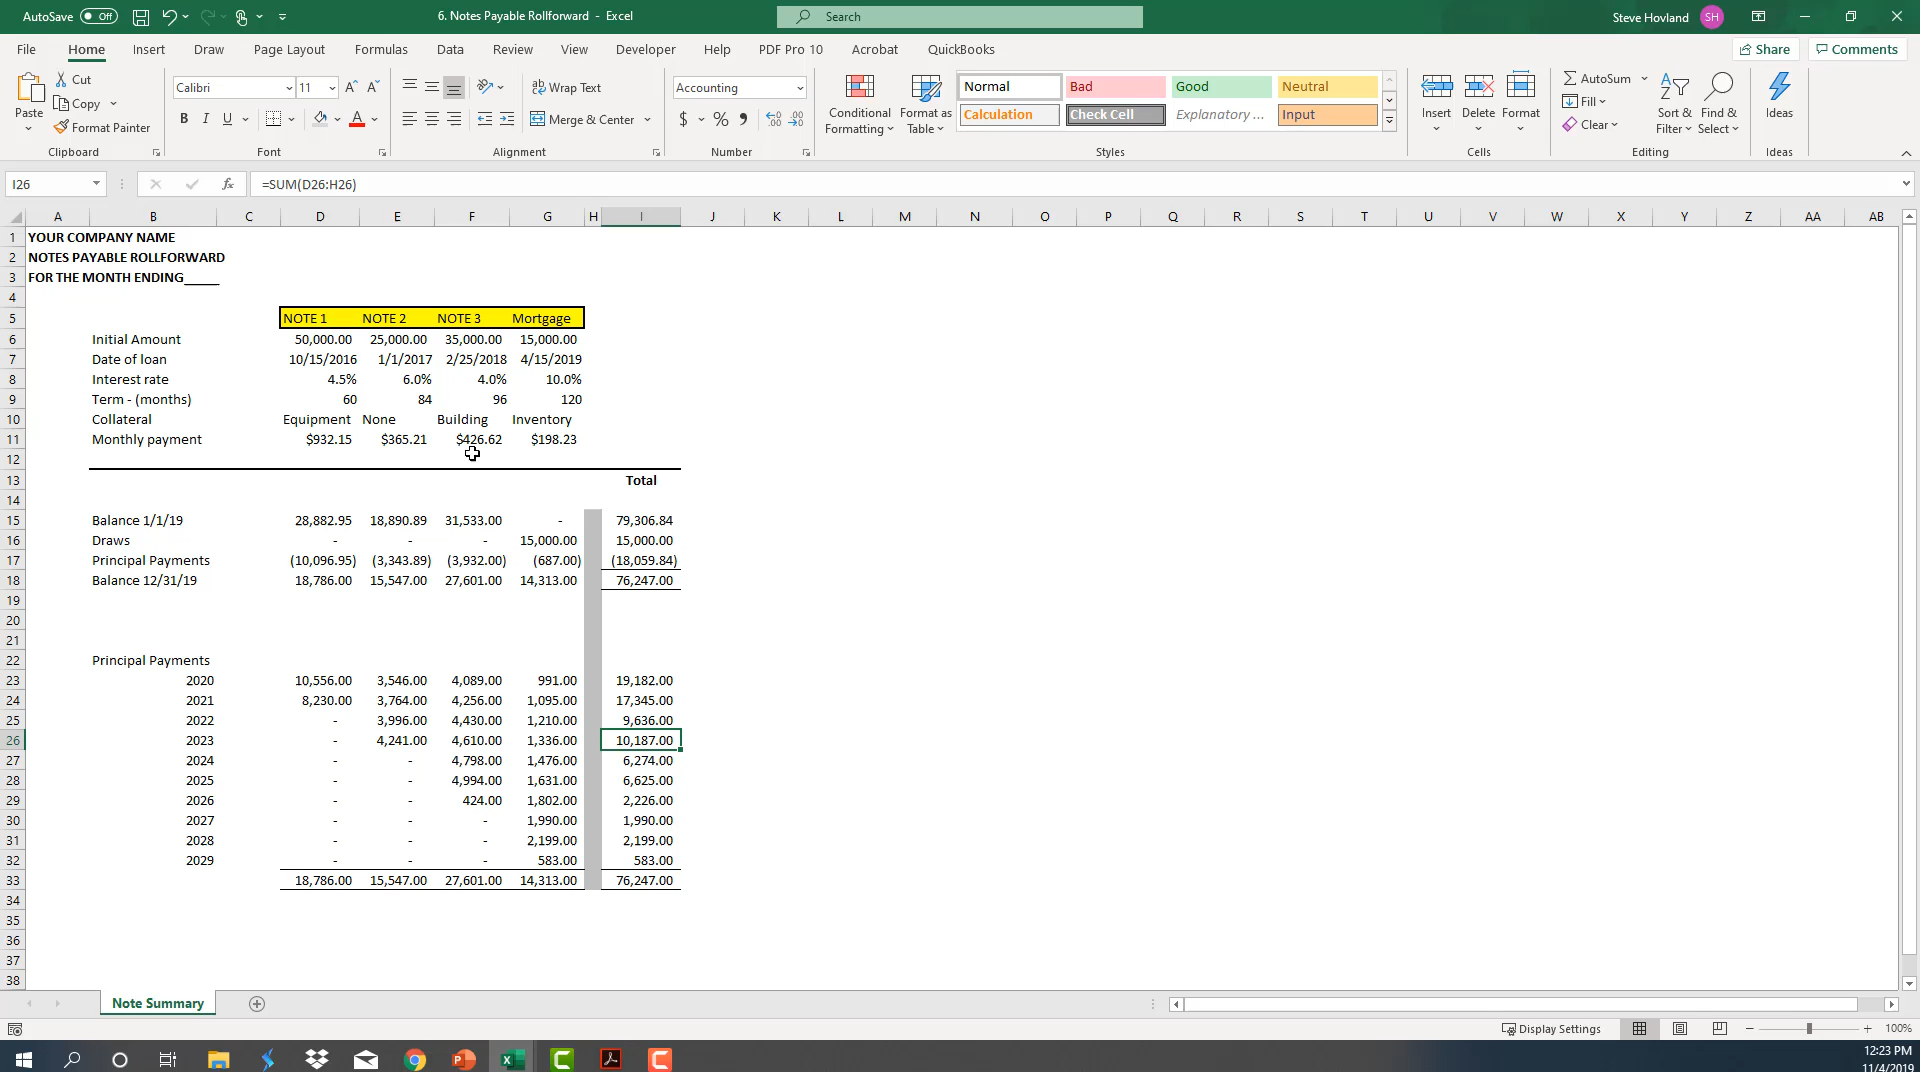 AutoSave Off 6. Notes Payable Rollforward - Excel Search Steve Hovland SH
File Home Insert Draw Page Layout Formulas Data Review View Developer Help PDF Pro 10 Acrobat QuickBooks Share Comments
Paste Cut Copy Format Painter Clipboard
Calibri 11 B I U A Font
Wrap Text Merge & Center Alignment
Accounting $ % Number
Conditional Formatting Format as Table Normal Bad Good Neutral Calculation Check Cell Explanatory ... Input Styles
Insert Delete Format Cells
AutoSum Fill Clear Sort & Filter Find & Select Editing
Ideas Ideas
I26 fx =SUM(D26:H26)
A B C D E F G H I J K L M N O P Q R S T U V W X Y Z AA AB
1 YOUR COMPANY NAME
2 NOTES PAYABLE ROLLFORWARD
3 FOR THE MONTH ENDING_____
4
5 NOTE 1 NOTE 2 NOTE 3 Mortgage
6 Initial Amount 50,000.00 25,000.00 35,000.00 15,000.00
7 Date of loan 10/15/2016 1/1/2017 2/25/2018 4/15/2019
8 Interest rate 4.5% 6.0% 4.0% 10.0%
9 Term - (months) 60 84 96 120
10 Collateral Equipment None Building Inventory
11 Monthly payment $932.15 $365.21 $426.62 $198.23
12
13 Total
14
15 Balance 1/1/19 28,882.95 18,890.89 31,533.00 - 79,306.84
16 Draws - - - 15,000.00 15,000.00
17 Principal Payments (10,096.95) (3,343.89) (3,932.00) (687.00) (18,059.84)
18 Balance 12/31/19 18,786.00 15,547.00 27,601.00 14,313.00 76,247.00
19
20
21
22 Principal Payments
23 2020 10,556.00 3,546.00 4,089.00 991.00 19,182.00
24 2021 8,230.00 3,764.00 4,256.00 1,095.00 17,345.00
25 2022 - 3,996.00 4,430.00 1,210.00 9,636.00
26 2023 - 4,241.00 4,610.00 1,336.00 10,187.00
27 2024 - - 4,798.00 1,476.00 6,274.00
28 2025 - - 4,994.00 1,631.00 6,625.00
29 2026 - - 424.00 1,802.00 2,226.00
30 2027 - - - 1,990.00 1,990.00
31 2028 - - - 2,199.00 2,199.00
32 2029 - - - 583.00 583.00
33 18,786.00 15,547.00 27,601.00 14,313.00 76,247.00
34
35
36
37
38
Note Summary
Display Settings 100%
12:23 PM
11/4/2019